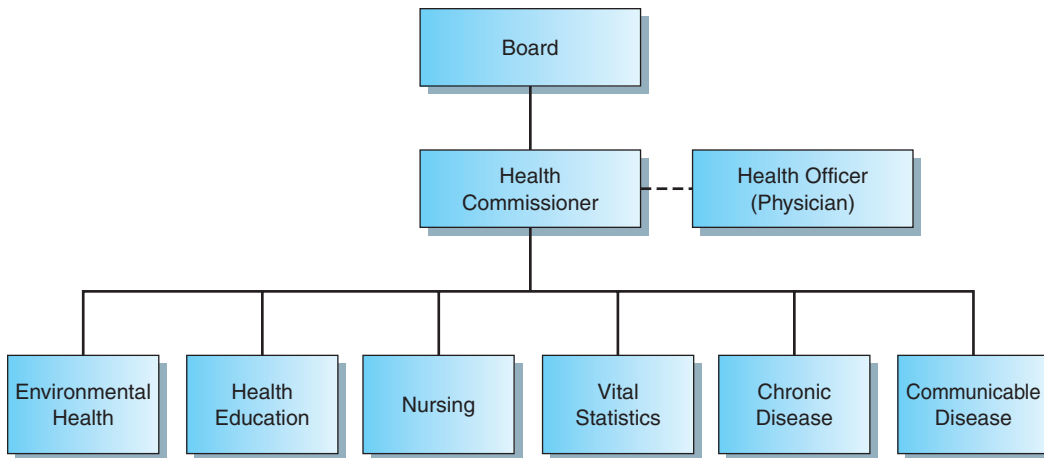 Board
Health
Commissioner
Health Officer
(Physician)
Environmental
Health
Health
Education
Nursing
Vital
Statistics
Chronic
Disease
Communicable
Disease